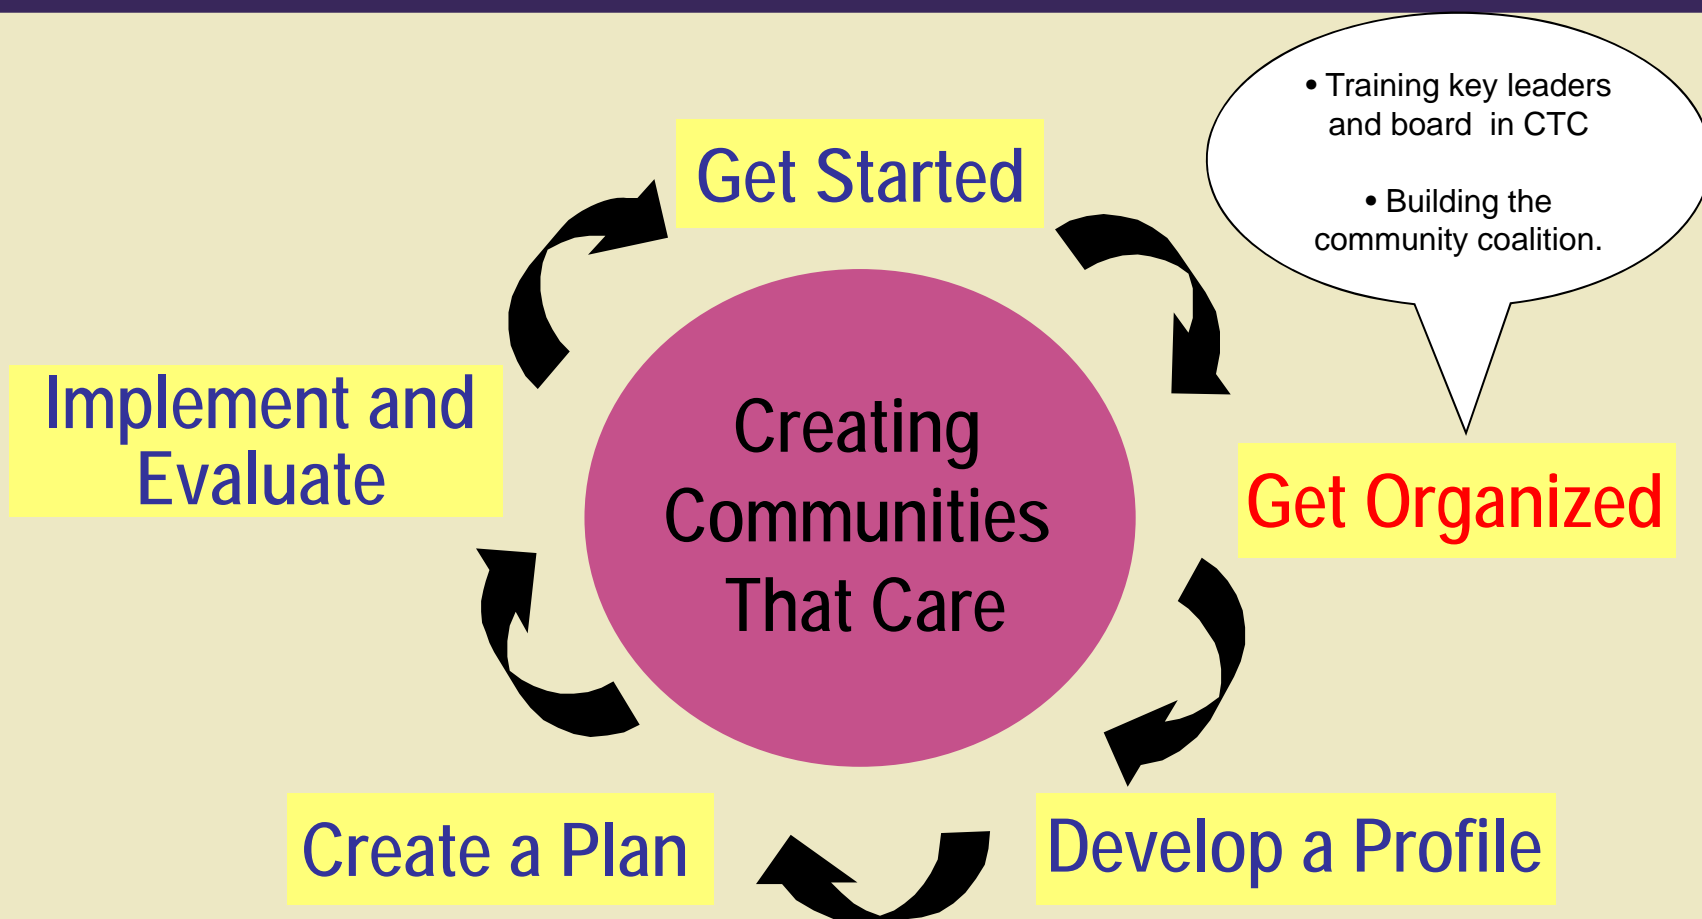 • Training key leaders
and board in CTC
• Building the
community coalition.
Get Started
Implement and
Evaluate
Creating
Communities
That Care
Get Organized
Create a Plan
Develop a Profile